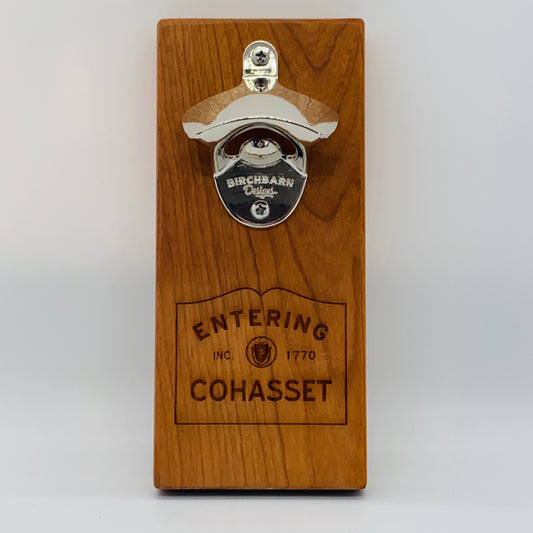 BIRCHBARN
Designs
ENTERING
INC. 1770
COHASSET